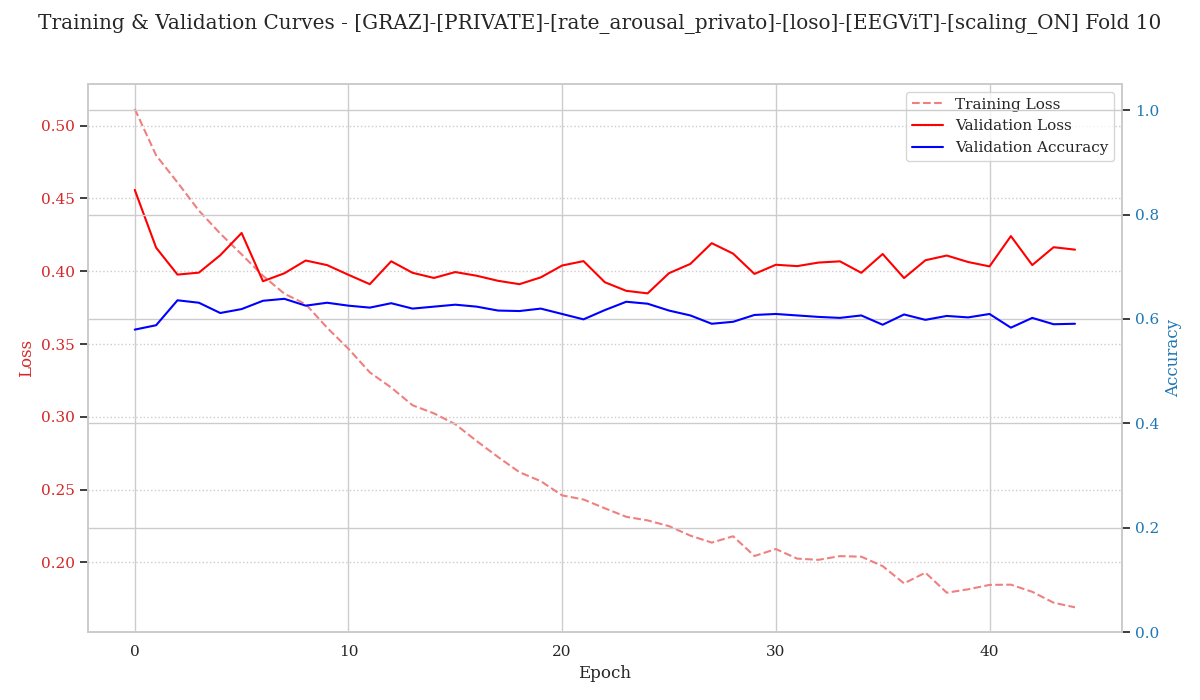 Training & Validation Curves - [GRAZ]-[PRIVATE]-[rate_arousal_privato]-[loso]-[EEGViT]-[scaling_ON] Fold 10
Training Loss
Validation Loss
Validation Accuracy
0.50
0.45
0.40
0.35
0.30
0.25
0.20
Loss
1.0
0.8
0.6
0.4
0.2
0.0
Accuracy
0
10
20
30
40
Epoch